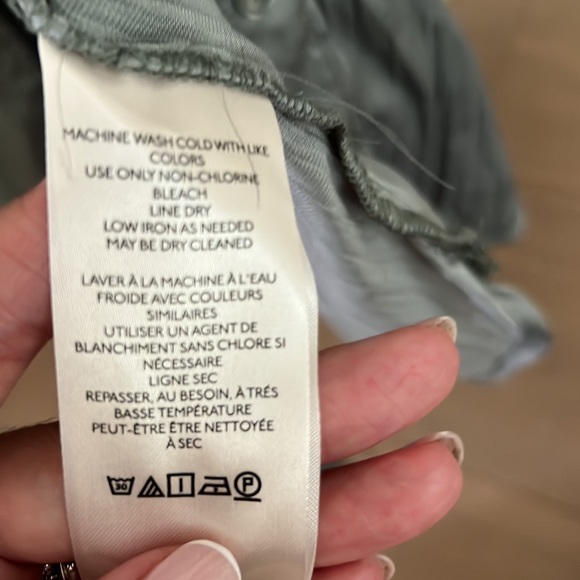 MACHINE WASH COLD WITH LIKE
COLORS
USE ONLY NON-CHLORINE
BLEACH
LINE DRY
LOW IRON AS NEEDED
MAY BE DRY CLEANED
LAVER À LA MACHINE À L'EAU
FROIDE AVEC COULEURS
SIMILAIRES
UTILISER UN AGENT DE
BLANCHIMENT SANS CHLORE SI
NÉCESSAIRE
LIGNE SEC
REPASSER, AU BESOIN, À TRÉS
BASSE TEMPÉRATURE
PEUT-ÊTRE ÊTRE NETTOYÉE
À SEC
30 P